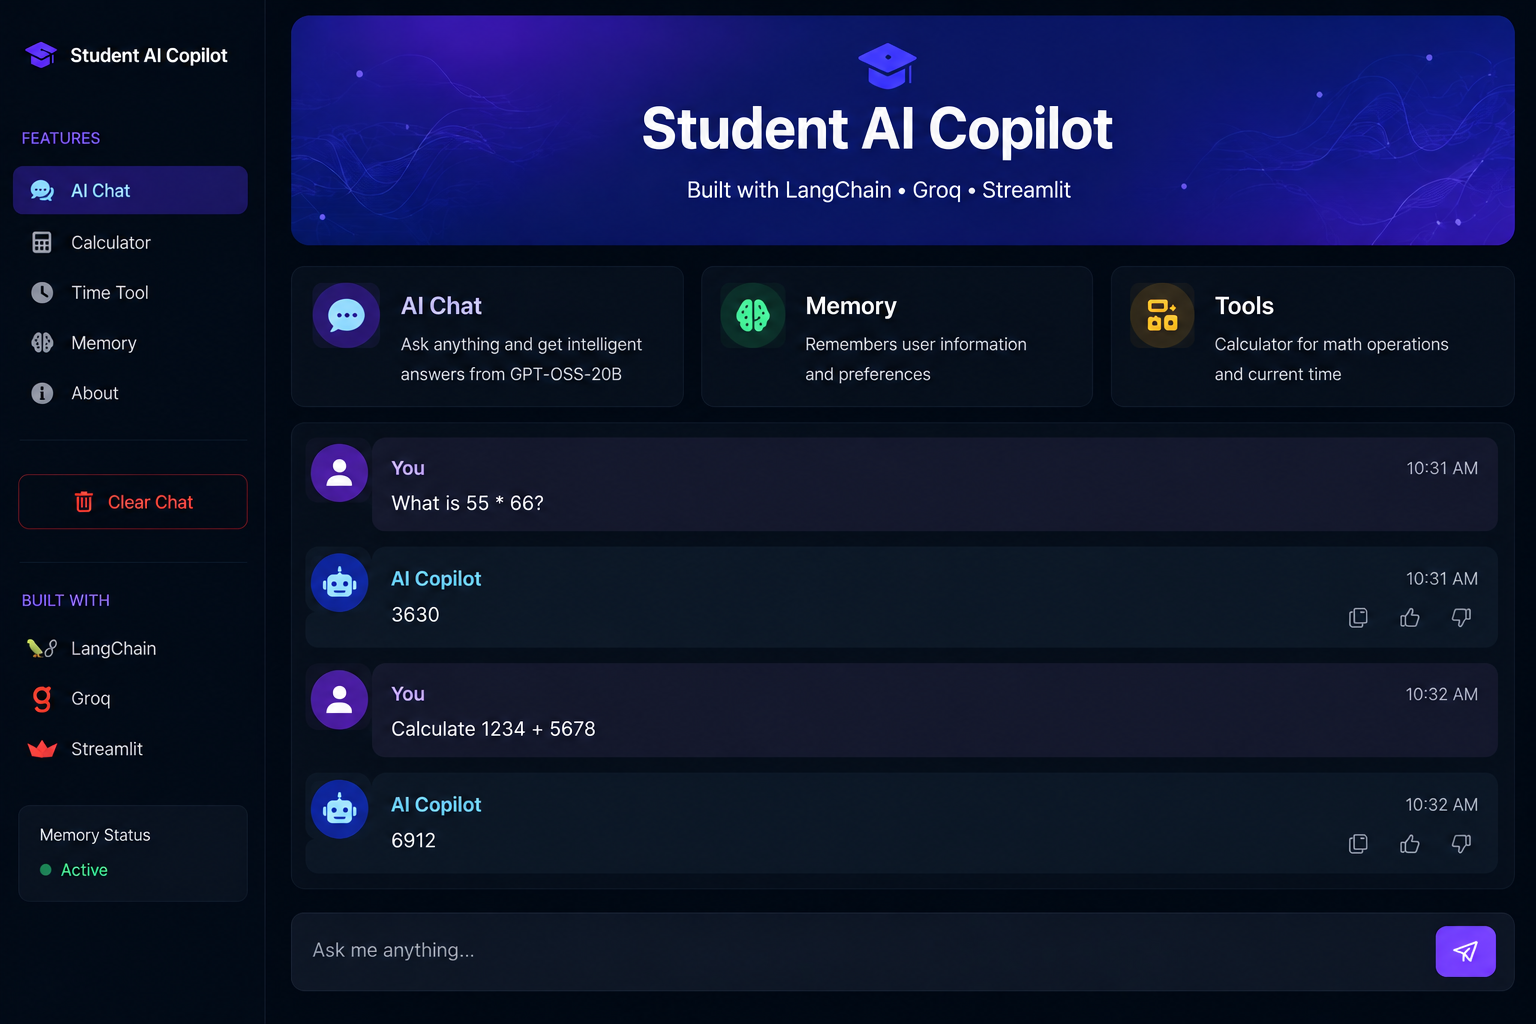 Student AI Copilot
FEATURES
AI Chat
Calculator
Time Tool
Memory
About
Clear Chat
BUILT WITH
LangChain
Groq
Streamlit
Memory Status
Active
Student AI Copilot
Built with LangChain • Groq • Streamlit
AI Chat
Ask anything and get intelligent
answers from GPT-OSS-20B
Memory
Remembers user information
and preferences
Tools
Calculator for math operations
and current time
You
10:31 AM
What is 55 * 66?
AI Copilot
10:31 AM
3630
You
10:32 AM
Calculate 1234 + 5678
AI Copilot
10:32 AM
6912
Ask me anything...